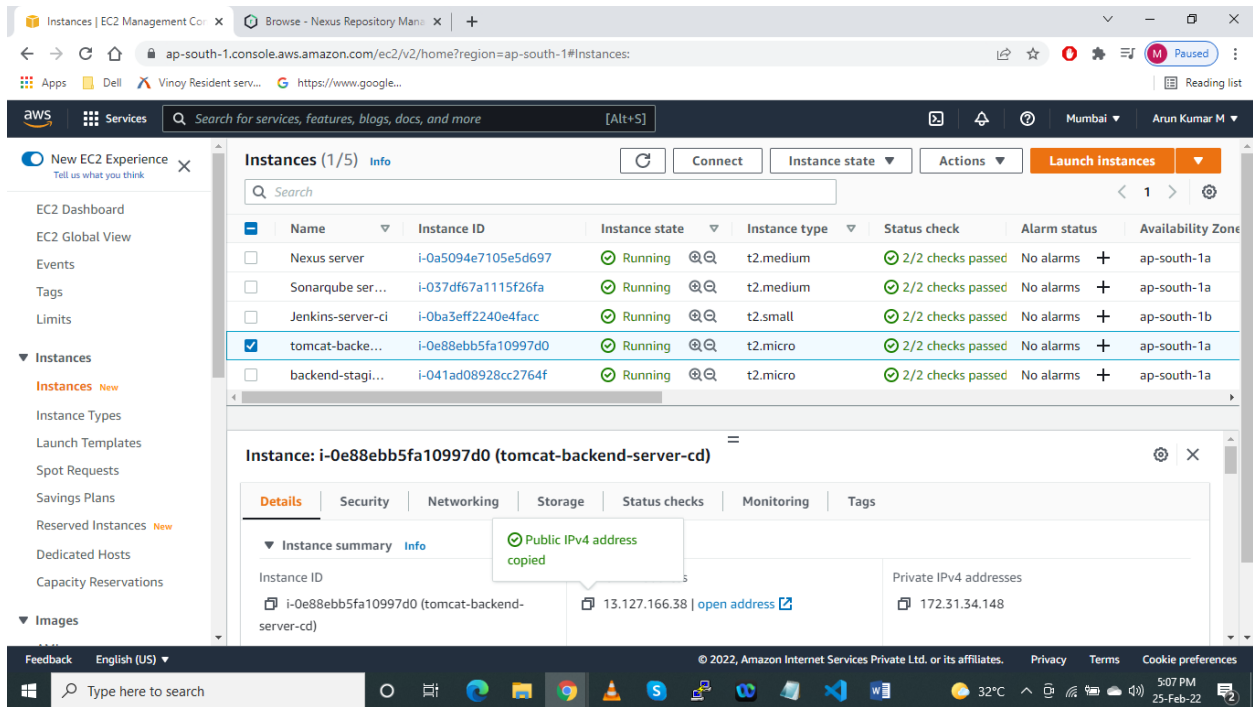 Instances | EC2 Management Con
Browse - Nexus Repository Mana
ap-south-1.console.aws.amazon.com/ec2/v2/home?region=ap-south-1#Instances:
M Paused
Apps Dell Vinoy Resident serv... https://www.google... Reading list
aws Services Search for services, features, blogs, docs, and more [Alt+S] Mumbai ▼ Arun Kumar M ▼
New EC2 Experience
Tell us what you think
EC2 Dashboard
EC2 Global View
Events
Tags
Limits
Instances
Instances New
Instance Types
Launch Templates
Spot Requests
Savings Plans
Reserved Instances New
Dedicated Hosts
Capacity Reservations
Images
Instances (1/5) Info Connect Instance state ▼ Actions ▼ Launch instances ▼
Search 1
Name Instance ID Instance state Instance type Status check Alarm status Availability Zone
Nexus server i-0a5094e7105e5d697 Running t2.medium 2/2 checks passed No alarms + ap-south-1a
Sonarqube ser... i-037df67a1115f26fa Running t2.medium 2/2 checks passed No alarms + ap-south-1a
Jenkins-server-ci i-0ba3eff2240e4facc Running t2.small 2/2 checks passed No alarms + ap-south-1b
tomcat-backe... i-0e88ebb5fa10997d0 Running t2.micro 2/2 checks passed No alarms + ap-south-1a
backend-stagi... i-041ad08928cc2764f Running t2.micro 2/2 checks passed No alarms + ap-south-1a
Instance: i-0e88ebb5fa10997d0 (tomcat-backend-server-cd)
Details Security Networking Storage Status checks Monitoring Tags
Instance summary Info
Public IPv4 address
copied
Instance ID
i-0e88ebb5fa10997d0 (tomcat-backend-
server-cd)
13.127.166.38 | open address
Private IPv4 addresses
172.31.34.148
Feedback English (US) ▼ © 2022, Amazon Internet Services Private Ltd. or its affiliates. Privacy Terms Cookie preferences
Type here to search 32°C 5:07 PM
25-Feb-22